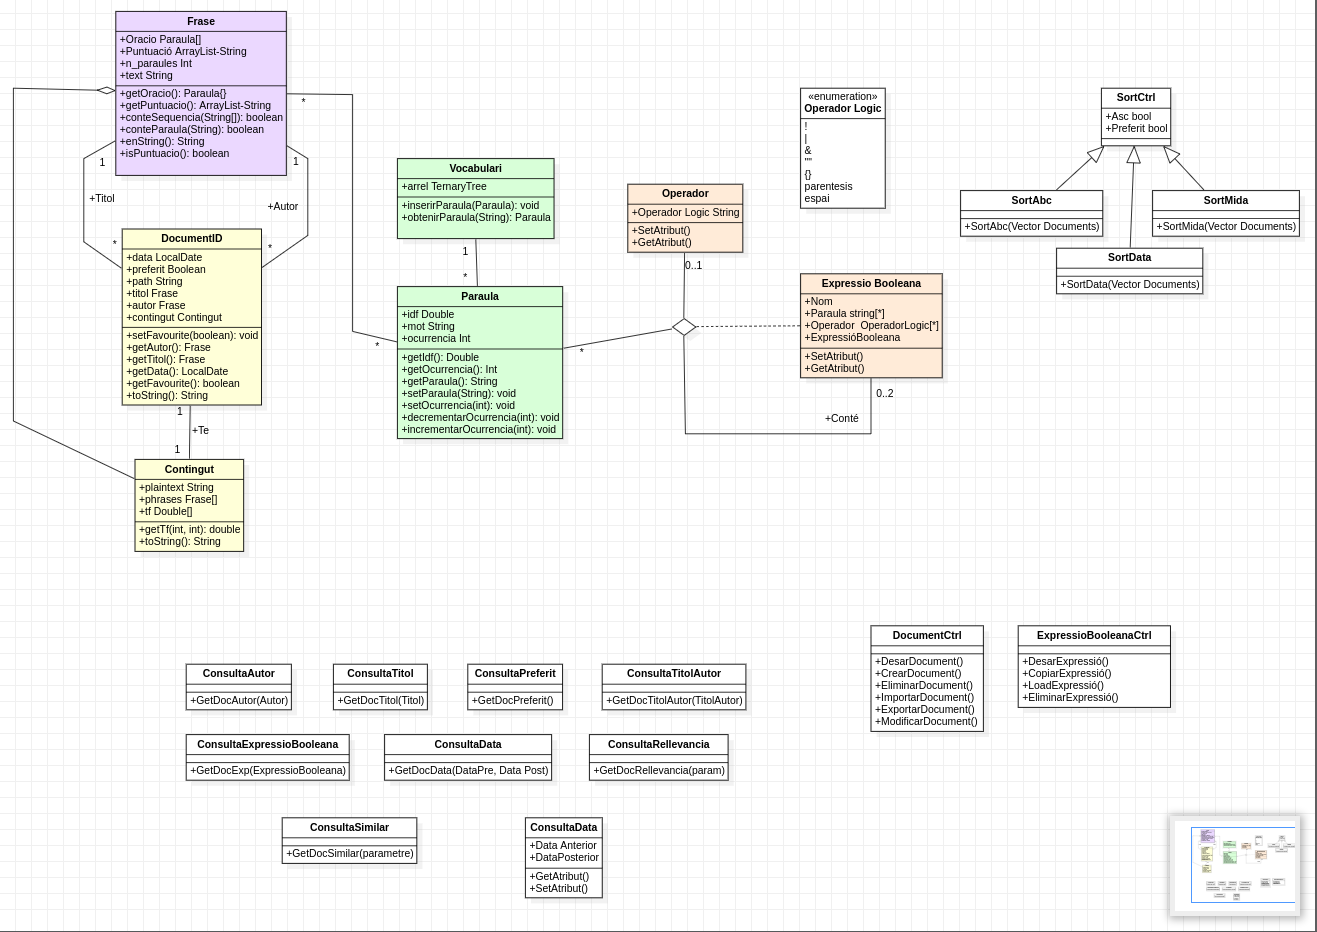 Frase
+Oracio Paraula[]
+Puntuació ArrayList-String
+n_paraules Int
+text String
+getOracio(): Paraula{}
+getPuntuacio(): ArrayList-String
+conteSequencia(String[]): boolean
+conteParaula(String): boolean
+enString(): String
+isPuntuacio(): boolean
*
1
1
+Titol
+Autor
*
*
DocumentID
+data LocalDate
+preferit Boolean
+path String
+titol Frase
+autor Frase
+contingut Contingut
+setFavourite(boolean): void
+getAutor(): Frase
+getTitol(): Frase
+getData(): LocalDate
+getFavourite(): boolean
+toString(): String
1
+Te
1
Contingut
+plaintext String
+phrases Frase[]
+tf Double[]
+getTf(int, int): double
+toString(): String
Vocabulari
+arrel TernaryTree
+inserirParaula(Paraula): void
+obtenirParaula(String): Paraula
1
*
Paraula
+idf Double
+mot String
+ocurrencia Int
+getIdf(): Double
+getOcurrencia(): Int
+getParaula(): String
+setParaula(String): void
+setOcurrencia(int): void
+decrementarOcurrencia(int): void
+incrementarOcurrencia(int): void
*
*
Operador
+Operador Logic String
+SetAtribut()
+GetAtribut()
0..1
«enumeration»
Operador Logic
!
|
&
""
{}
parentesis
espai
Expressio Booleana
+Nom
+Paraula string[*]
+Operador  OperadorLogic[*]
+ExpressióBooleana
+SetAtribut()
+GetAtribut()
0..2
+Conté
SortCtrl
+Asc bool
+Preferit bool
SortAbc
+SortAbc(Vector Documents)
SortMida
+SortMida(Vector Documents)
SortData
+SortData(Vector Documents)
DocumentCtrl
+DesarDocument()
+CrearDocument()
+EliminarDocument()
+ImportarDocument()
+ExportarDocument()
+ModificarDocument()
ExpressioBooleanaCtrl
+DesarExpressió()
+CopiarExpressió()
+LoadExpressió()
+EliminarExpressió()
ConsultaAutor
+GetDocAutor(Autor)
ConsultaTitol
+GetDocTitol(Titol)
ConsultaPreferit
+GetDocPreferit()
ConsultaTitolAutor
+GetDocTitolAutor(TitolAutor)
ConsultaExpressioBooleana
+GetDocExp(ExpressioBooleana)
ConsultaData
+GetDocData(DataPre, Data Post)
ConsultaRellevancia
+GetDocRellevancia(param)
ConsultaSimilar
+GetDocSimilar(parametre)
ConsultaData
+Data Anterior
+DataPosterior
+GetAtribut()
+SetAtribut()